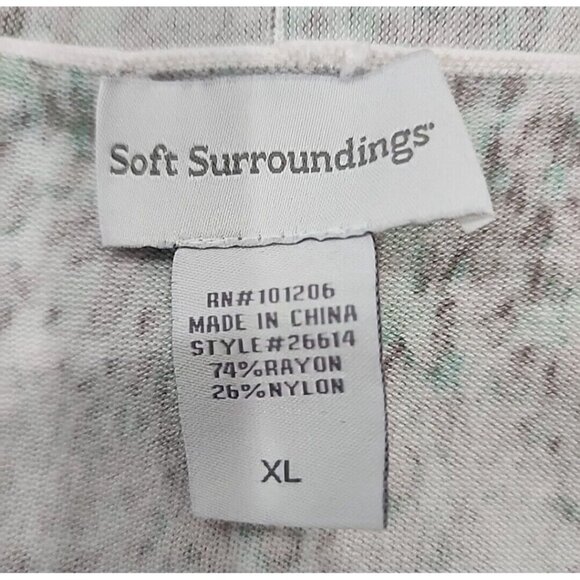 Soft Surroundings
RN#101206
MADE IN CHINA
STYLE#26614
74%RAYON
26%NYLON
XL